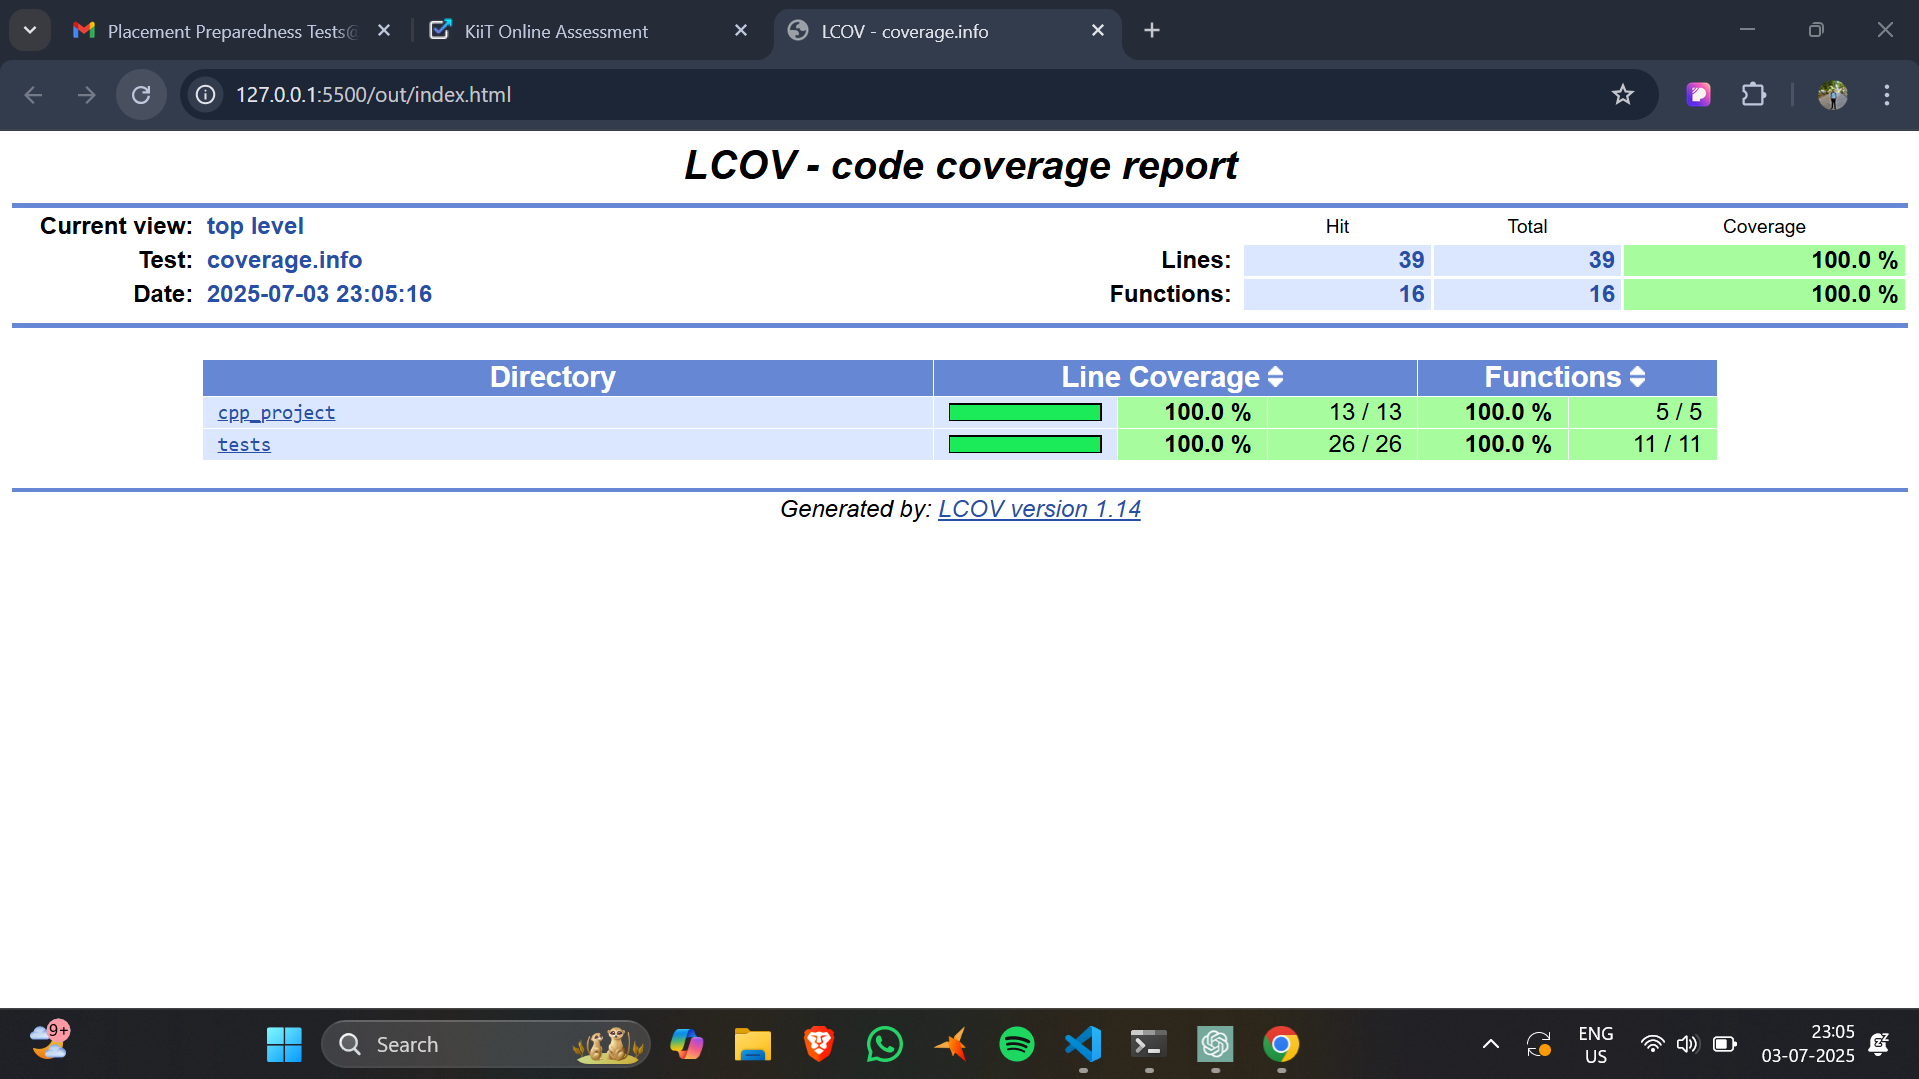 Placement Preparedness Tests@
KiiT Online Assessment
LCOV - coverage.info
127.0.0.1:5500/out/index.html
LCOV - code coverage report
Current view: top level
Hit Total Coverage
Test: coverage.info
Lines: 39 39 100.0 %
Date: 2025-07-03 23:05:16
Functions: 16 16 100.0 %
Directory Line Coverage Functions
cpp_project 100.0 % 13 / 13 100.0 % 5 / 5
tests 100.0 % 26 / 26 100.0 % 11 / 11
Generated by: LCOV version 1.14
9+
Search
ENG
US
23:05
03-07-2025